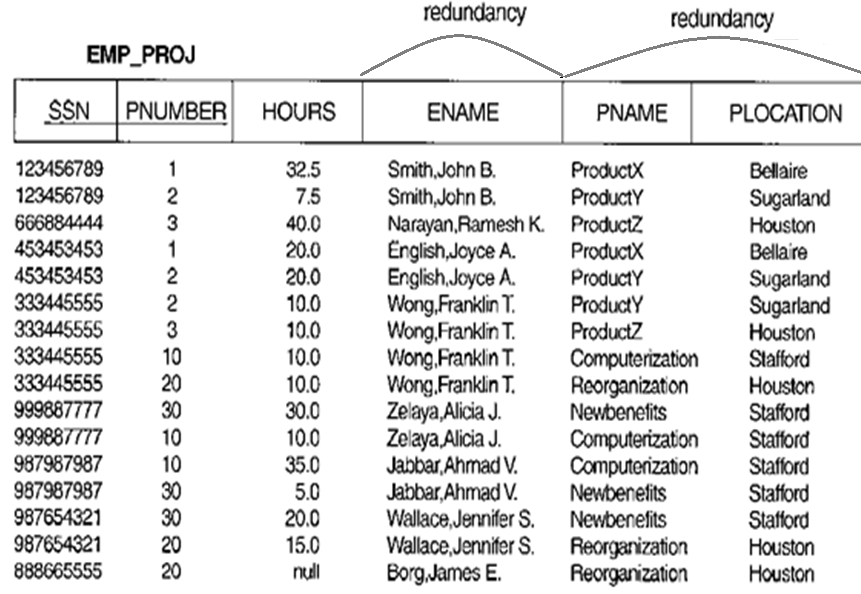 redundancy redundancy
EMP_PROJ
SSN PNUMBER HOURS ENAME PNAME PLOCATION
123456789 1 32.5 Smith,John B. ProductX Bellaire
123456789 2 7.5 Smith,John B. ProductY Sugarland
666884444 3 40.0 Narayan,Ramesh K. ProductZ Houston
453453453 1 20.0 English,Joyce A. ProductX Bellaire
453453453 2 20.0 English,Joyce A. ProductY Sugarland
333445555 2 10.0 Wong,Franklin T. ProductY Sugarland
333445555 3 10.0 Wong,Franklin T. ProductZ Houston
333445555 10 10.0 Wong,Franklin T. Computerization Stafford
333445555 20 10.0 Wong,Franklin T. Reorganization Houston
999887777 30 30.0 Zelaya,Alicia J. Newbenefits Stafford
999887777 10 10.0 Zelaya,Alicia J. Computerization Stafford
987987987 10 35.0 Jabbar,Ahmad V. Computerization Stafford
987987987 30 5.0 Jabbar,Ahmad V. Newbenefits Stafford
987654321 30 20.0 Wallace,Jennifer S. Newbenefits Stafford
987654321 20 15.0 Wallace,Jennifer S. Reorganization Houston
888665555 20 null Borg,James E. Reorganization Houston